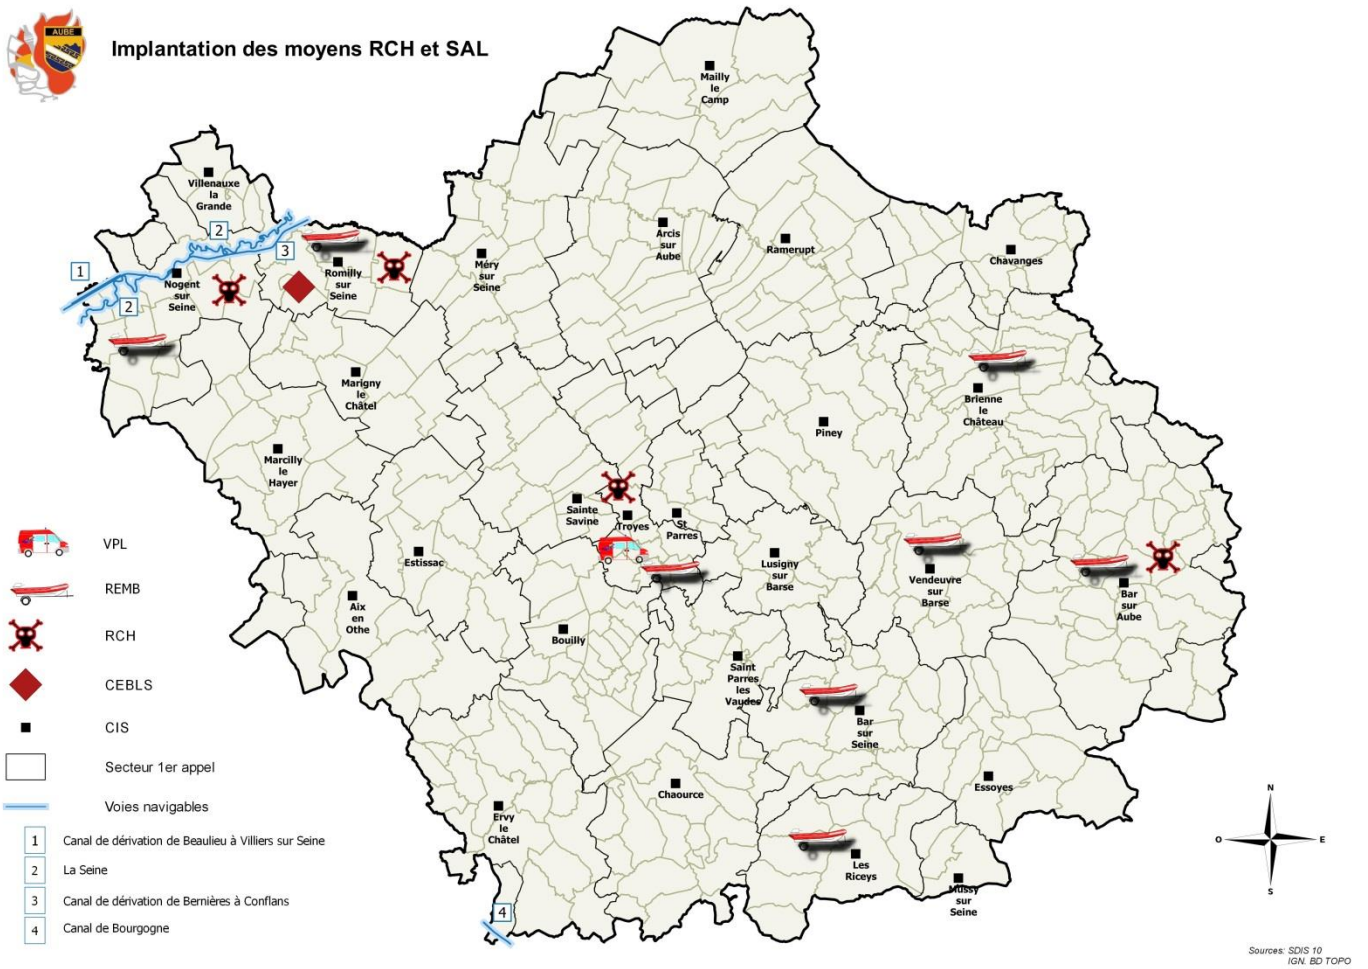 AUBE
Implantation des moyens RCH et SAL
Mailly
le
Camp
Villenauxe
la
Grande
2
1
3
2
Nogent
sur
Seine
Romilly
sur
Seine
Méry
sur
Seine
Arcis
sur
Aube
Ramerupt
Chavanges
Marigny
le
Châtel
Brienne
le
Château
Piney
Marcilly
le
Hayer
Sainte
Savine
Troyes
St
Parres
Estissac
Lusigny
sur
Barse
Vendeuvre
sur
Barse
Bar
sur
Aube
Aix
en
Othe
Bouilly
Saint
Parres
les
Vaudes
Bar
sur
Seine
Chaource
Essoyes
Ervy
le
Châtel
Les
Riceys
Mussy
sur
Seine
4
VPL
REMB
RCH
CEBLS
CIS
Secteur 1er appel
Voies navigables
1 Canal de dérivation de Beaulieu à Villiers sur Seine
2 La Seine
3 Canal de dérivation de Bernières à Conflans
4 Canal de Bourgogne
N
O E
S
Sources: SDIS 10
IGN. BD TOPO